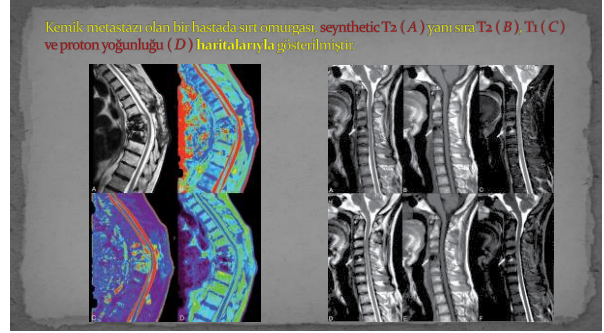 Kemik metastazı olan bir hastada sırt omurgası, seynthetic T2 ( A ) yanı sıra T2 ( B ), T1 ( C )
ve proton yoğunluğu ( D ) haritalarıyla gösterilmiştir.
A
C
D
A
B
C
D
E
F